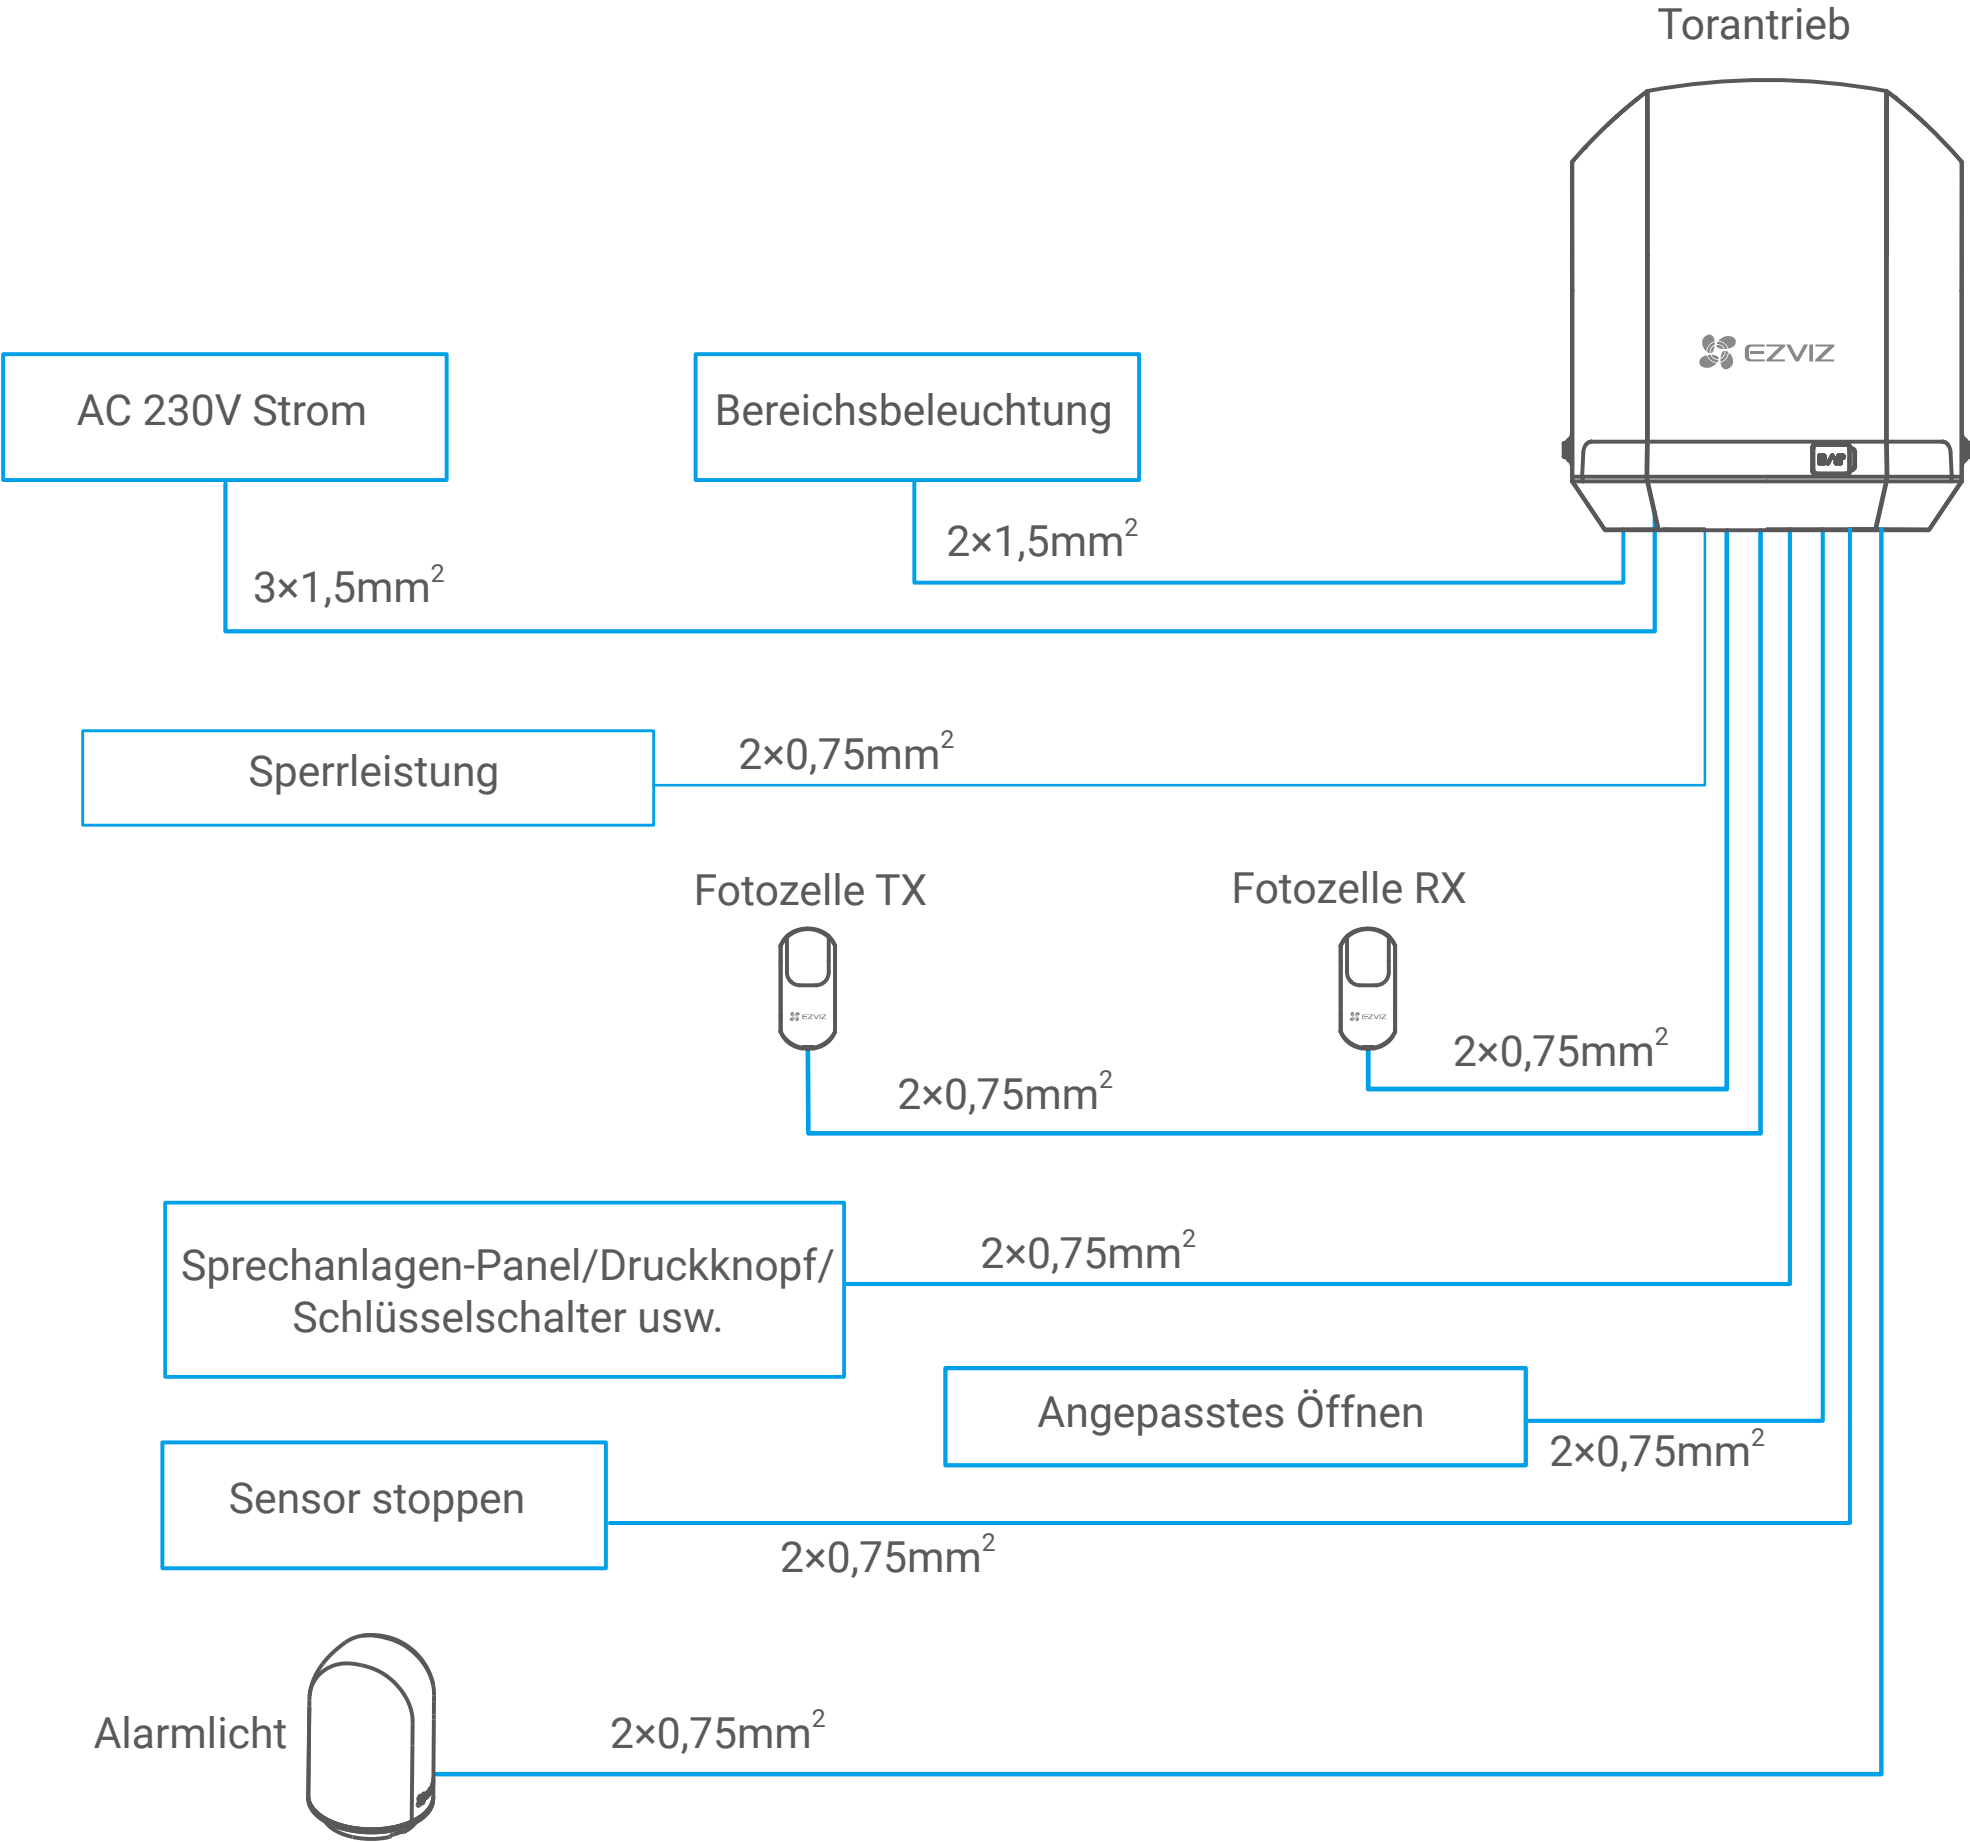 Torantrieb
EZVIZ
AC 230V Strom
Bereichsbeleuchtung
2×1,5mm²
3×1,5mm²
Sperrleistung
2×0,75mm²
Fotozelle TX
Fotozelle RX
EZVIZ
EZVIZ
2×0,75mm²
2×0,75mm²
Sprechanlagen-Panel/Druckknopf/
Schlüsselschalter usw.
2×0,75mm²
Angepasstes Öffnen
2×0,75mm²
Sensor stoppen
2×0,75mm²
Alarmlicht
2×0,75mm²